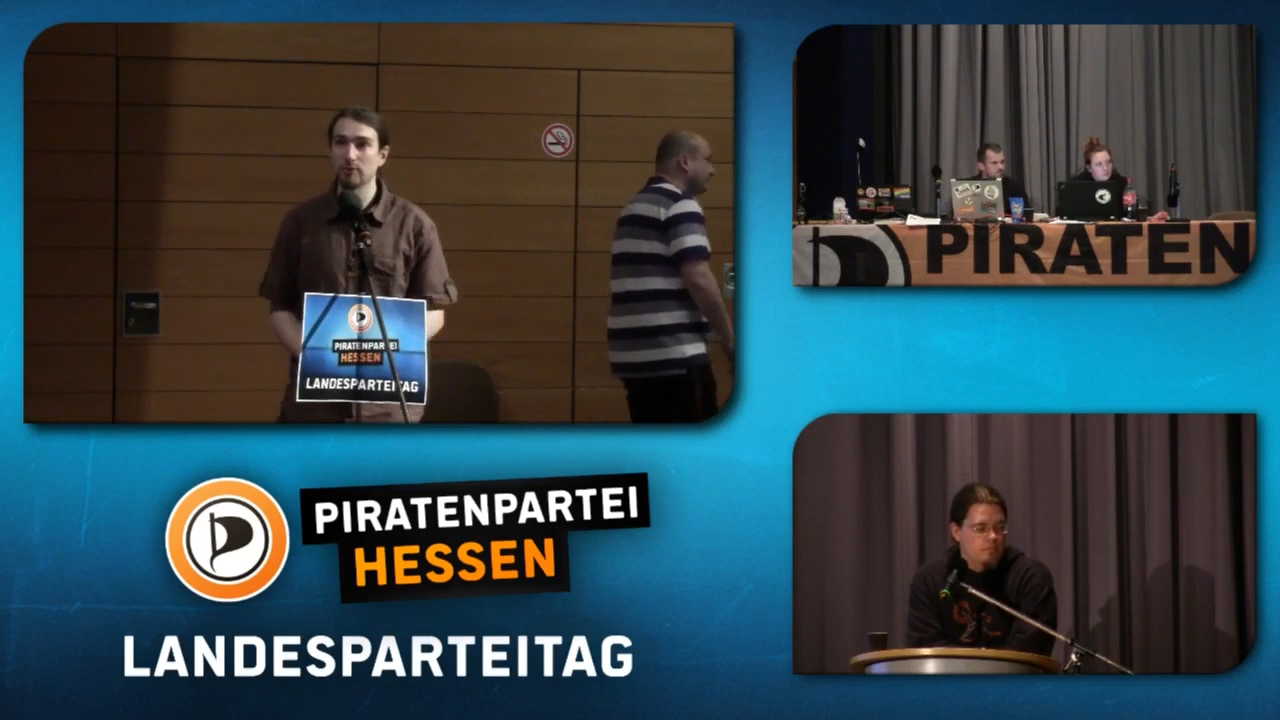 PIRATENPARTEI
HESSEN
LANDESPARTEITAG
PIRATEN
PIRATENPARTEI
HESSEN
LANDESPARTEITAG